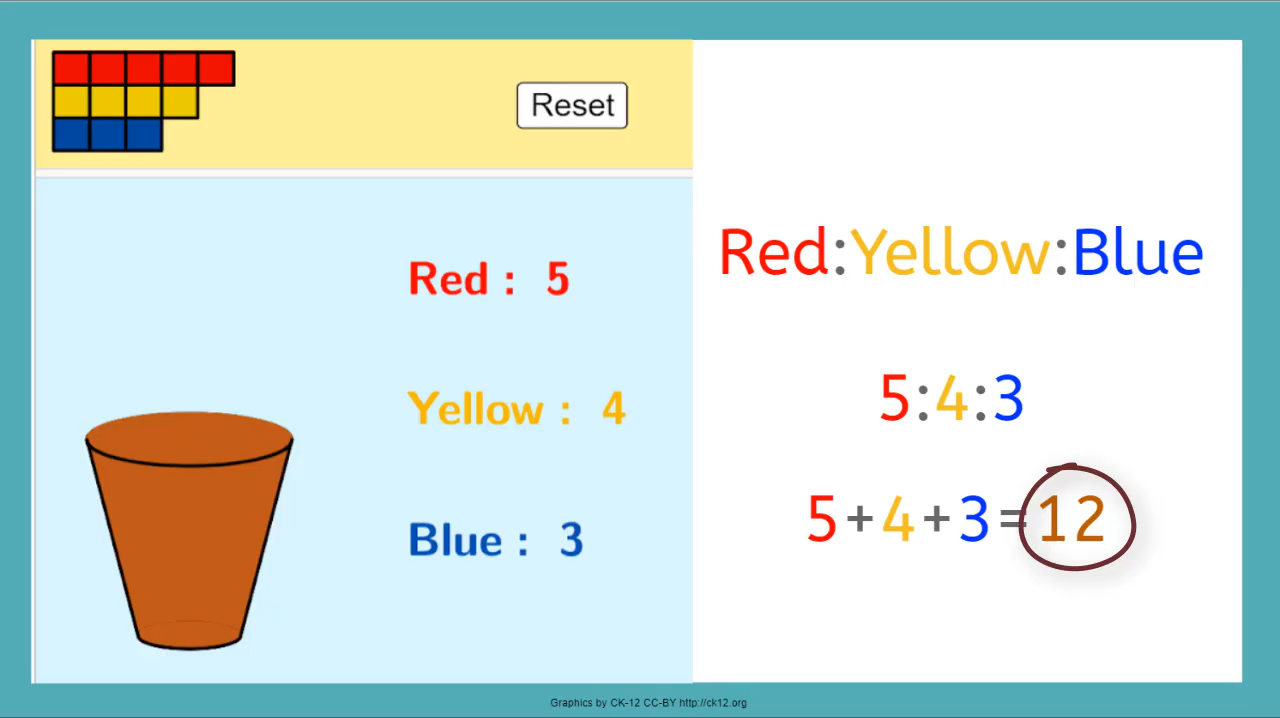 Reset
Red : 5
Yellow : 4
Blue : 3
Red:Yellow:Blue
5:4:3
5+4+3=12
Graphics by CK-12 CC-BY http://ck12.org